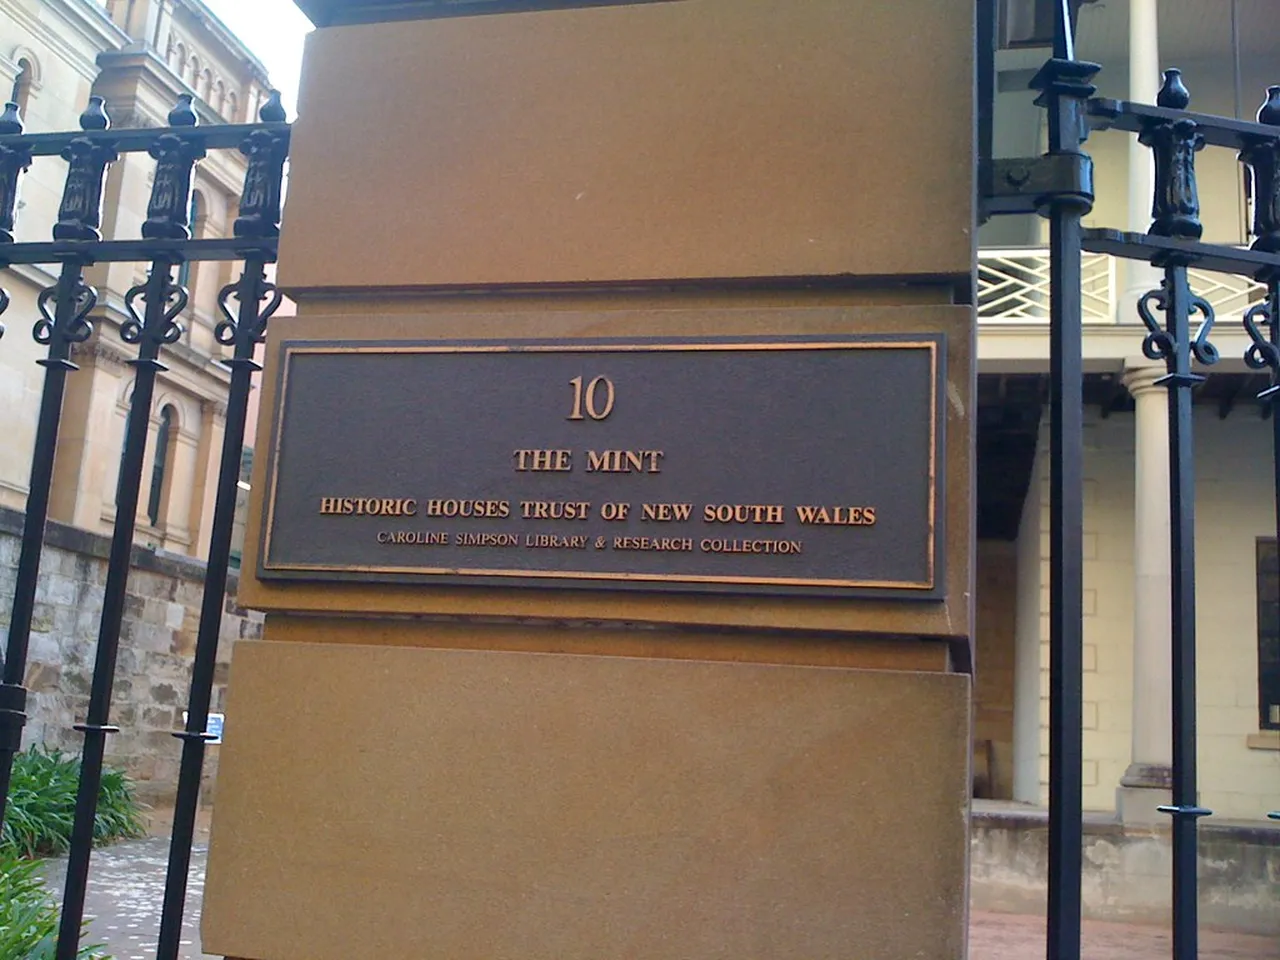 10
THE MINT
HISTORIC HOUSES TRUST OF NEW SOUTH WALES
CAROLINE SIMPSON LIBRARY & RESEARCH COLLECTION